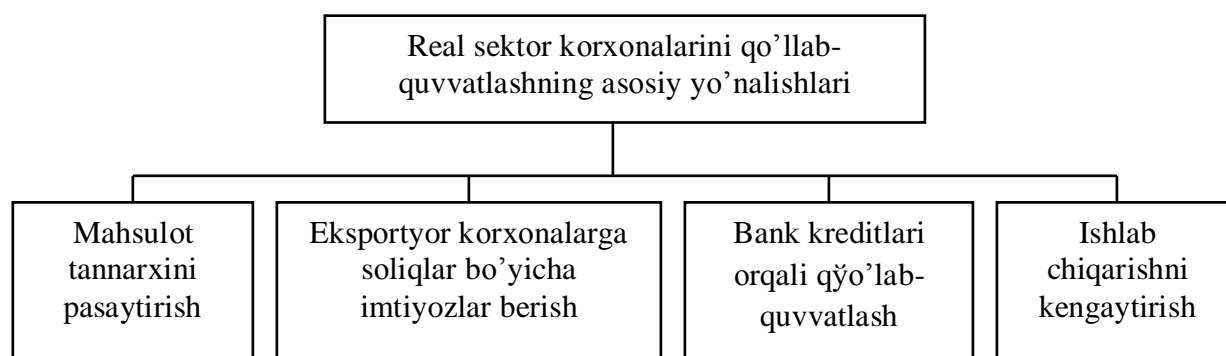 Real sektor korxonalarini qo’llab-
quvvatlashning asosiy yo’nalishlari
Mahsulot
tannarxini
pasaytirish
Eksportyor korxonalarga
soliqlar bo’yicha
imtiyozlar berish
Bank kreditlari
orqali qўo’lab-
quvvatlash
Ishlab
chiqarishni
kengaytirish